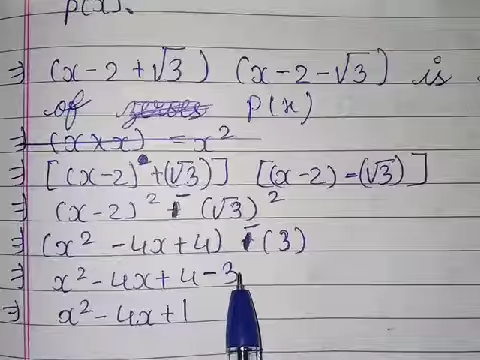 p(x).
⇒ (x-2+√3) (x-2-√3) is
of zeroes p(x)
⇒ (x×x) = x²
⇒ [(x-2)+(√3)] [(x-2)-(√3)]
⇒ (x-2)² - (√3)²
⇒ (x² - 4x+4) - (3)
⇒ x² - 4x + 4 - 3
⇒ x² - 4x + 1